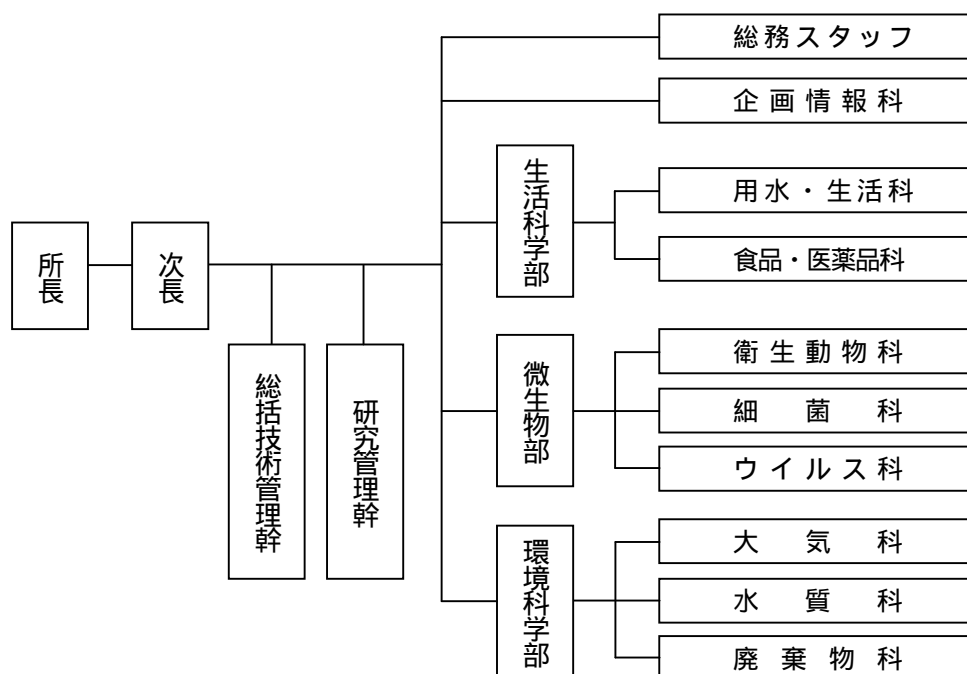 所長
次長
総括技術管理幹
研究管理幹
総務スタッフ
企画情報科
生活科学部
用水・生活科
食品・医薬品科
微生物部
衛生動物科
細菌科
ウイルス科
環境科学部
大気科
水質科
廃棄物科